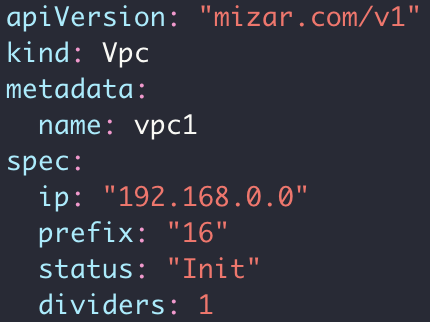 apiVersion: "mizar.com/v1"
kind: Vpc
metadata:
  name: vpc1
spec:
  ip: "192.168.0.0"
  prefix: "16"
  status: "Init"
  dividers: 1